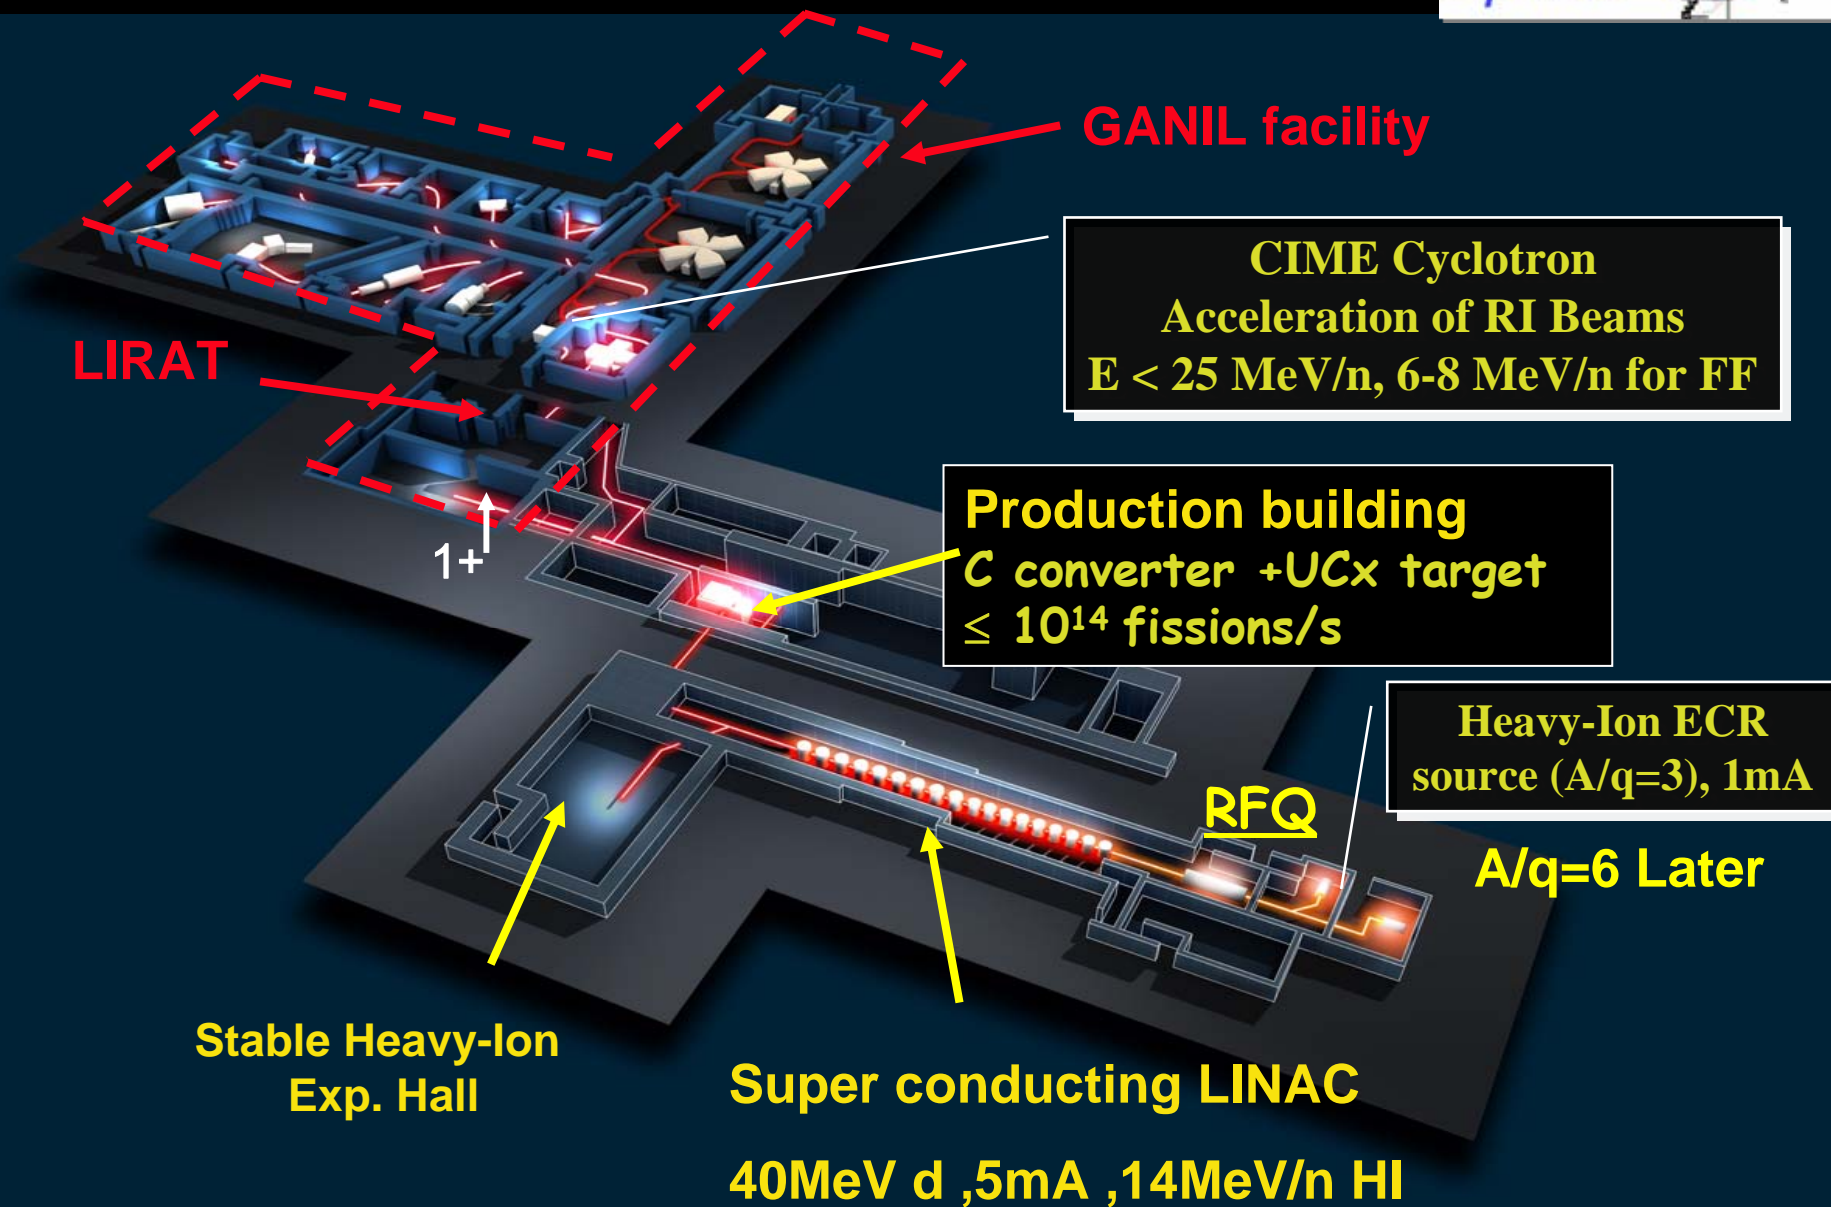 GANIL facility
CIME Cyclotron
Acceleration of RI Beams
E < 25 MeV/n, 6-8 MeV/n for FF
LIRAT
Production building
C converter +UCx target
≤ 10¹⁴ fissions/s
1+
Heavy-Ion ECR
source (A/q=3), 1mA
RFQ
A/q=6 Later
Stable Heavy-Ion
Exp. Hall
Super conducting LINAC
40MeV d ,5mA ,14MeV/n HI